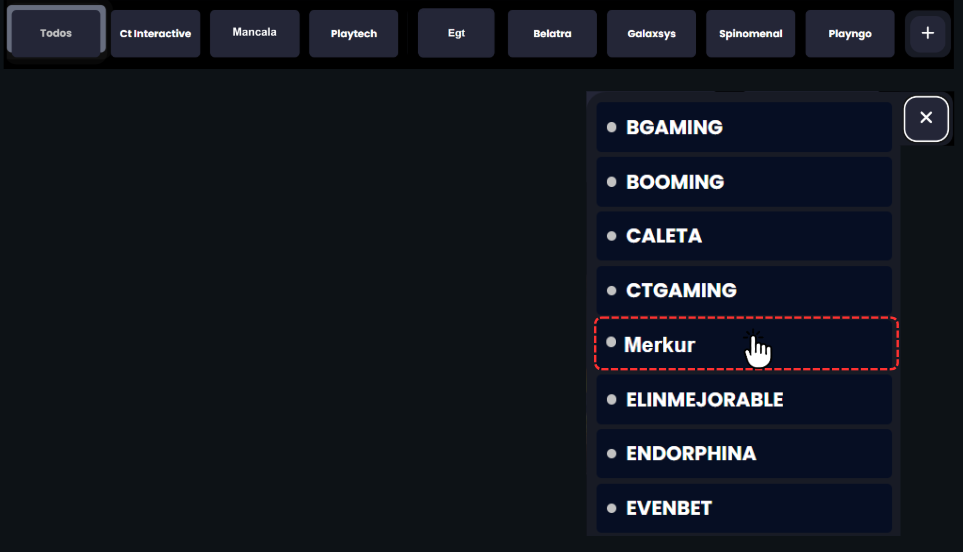 Todos
Ct Interactive
Mancala
Playtech
Egt
Belatra
Galaxsys
Spinomenal
Playngo
+
×
BGAMING
BOOMING
CALETA
CTGAMING
Merkur
ELINMEJORABLE
ENDORPHINA
EVENBET